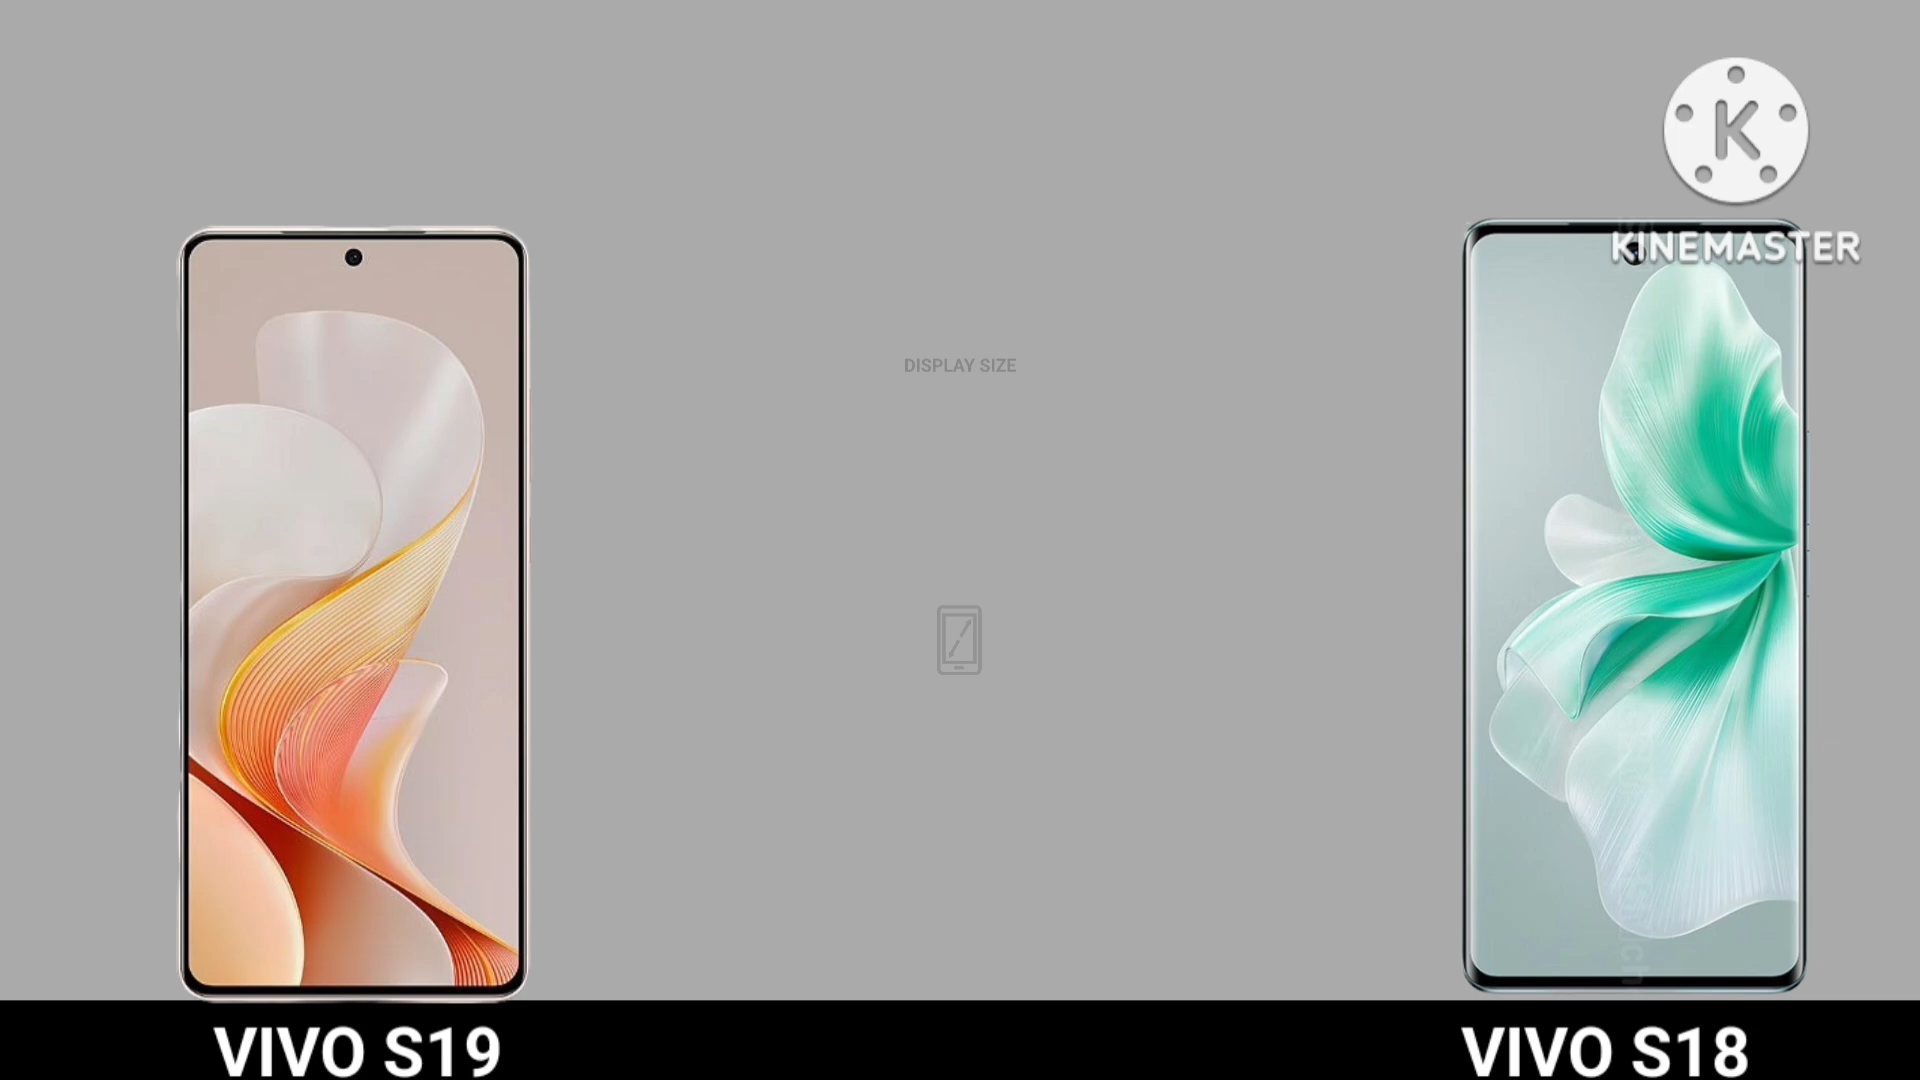 K
KINEMASTER
DISPLAY SIZE
VIVO S19
VIVO S18